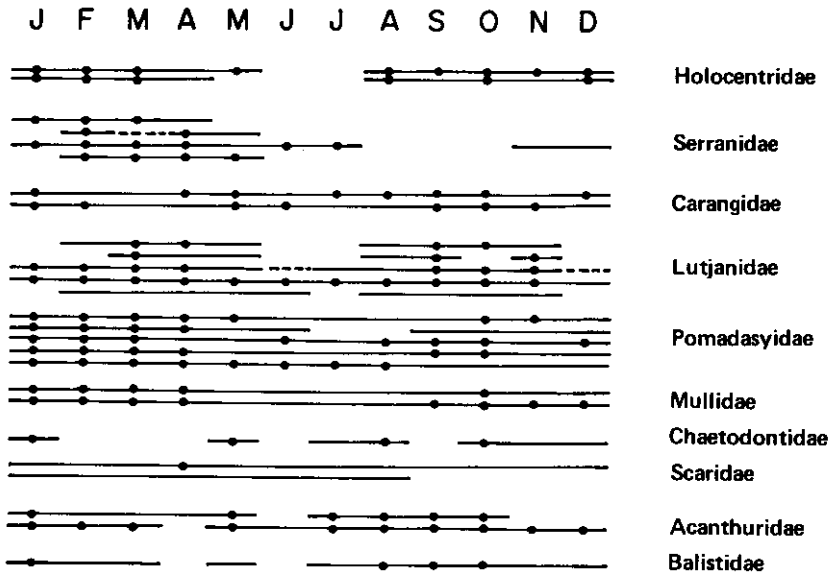 J F M A M J J A S O N D
Holocentridae
Serranidae
Carangidae
Lutjanidae
Pomadasyidae
Mullidae
Chaetodontidae
Scaridae
Acanthuridae
Balistidae